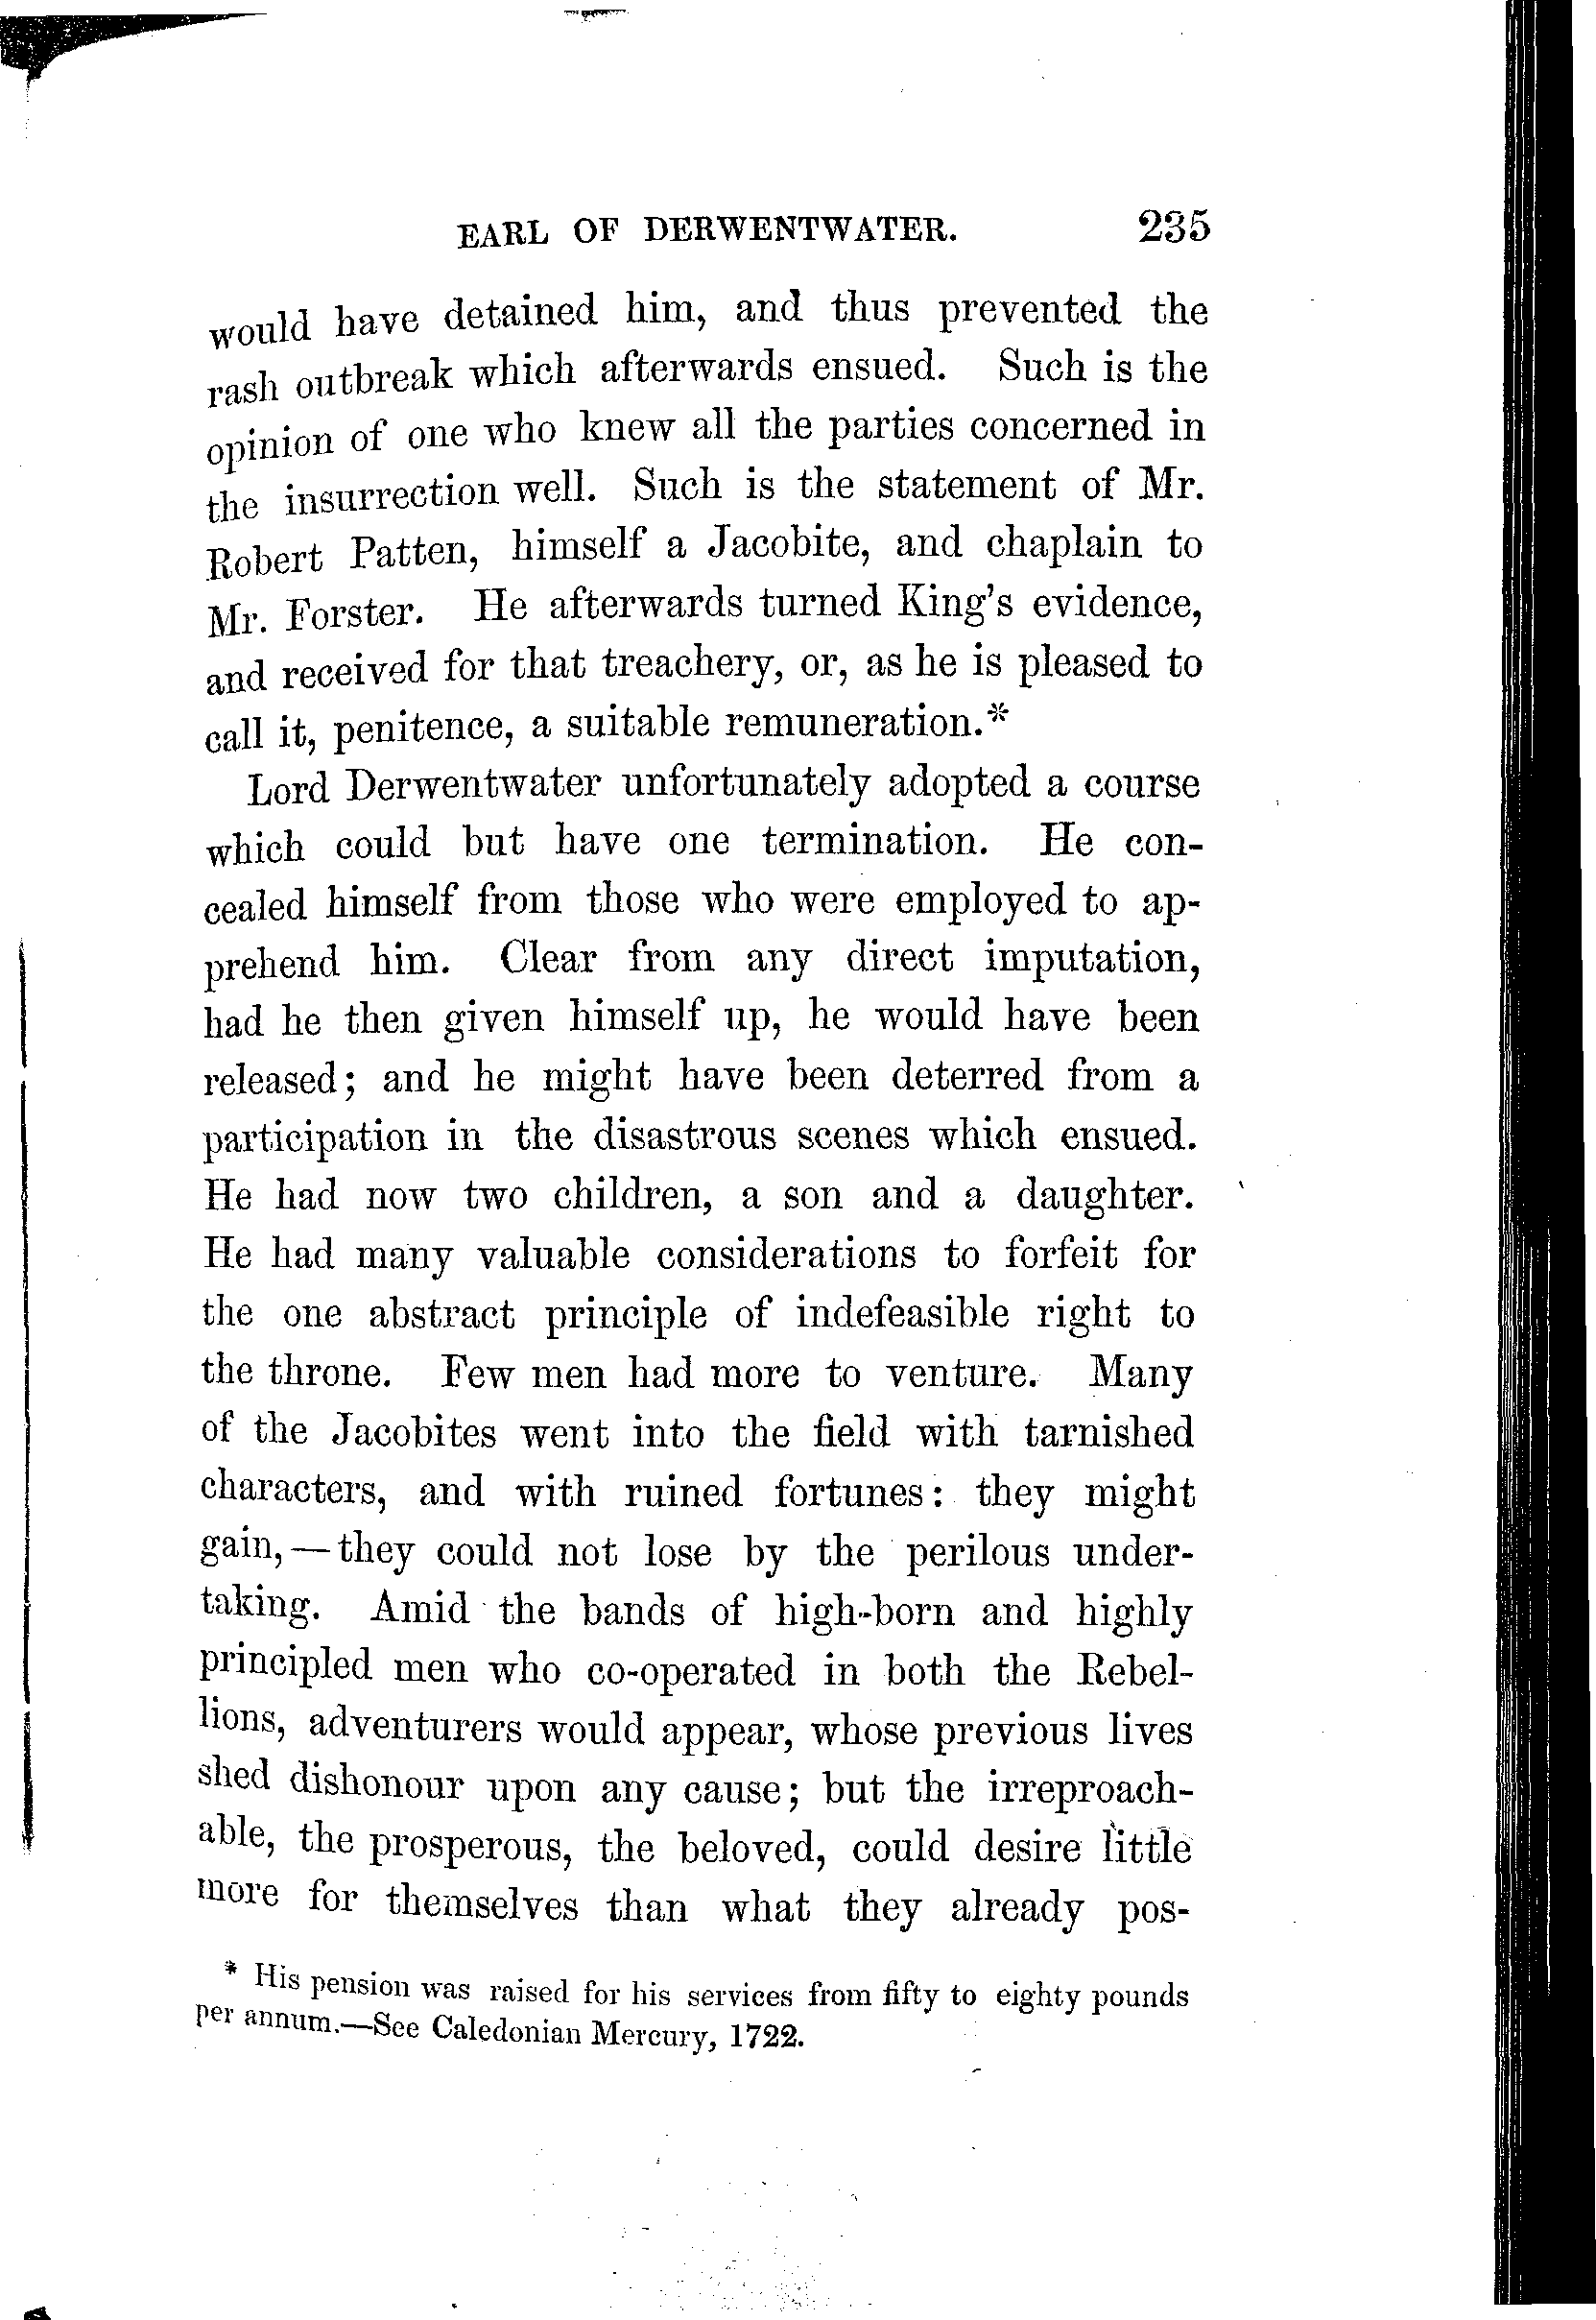 EARL OF DERWENTWATER. 235
would have detained him, and thus prevented the
rash outbreak which afterwards ensued. Such is the
opinion of one who knew all the parties concerned in
the insurrection well. Such is the statement of Mr.
Robert Patten, himself a Jacobite, and chaplain to
Mr. Forster. He afterwards turned King's evidence,
and received for that treachery, or, as he is pleased to
call it, penitence, a suitable remuneration.*
Lord Derwentwater unfortunately adopted a course
which could but have one termination. He con-
cealed himself from those who were employed to ap-
prehend him. Clear from any direct imputation,
had he then given himself up, he would have been
released; and he might have been deterred from a
participation in the disastrous scenes which ensued.
He had now two children, a son and a daughter.
He had many valuable considerations to forfeit for
the one abstract principle of indefeasible right to
the throne. Few men had more to venture. Many
of the Jacobites went into the field with tarnished
characters, and with ruined fortunes: they might
gain,—they could not lose by the perilous under-
taking. Amid the bands of high-born and highly
principled men who co-operated in both the Rebel-
lions, adventurers would appear, whose previous lives
shed dishonour upon any cause; but the irreproach-
able, the prosperous, the beloved, could desire little
more for themselves than what they already pos-
* His pension was raised for his services from fifty to eighty pounds
per annum.—See Caledonian Mercury, 1722.